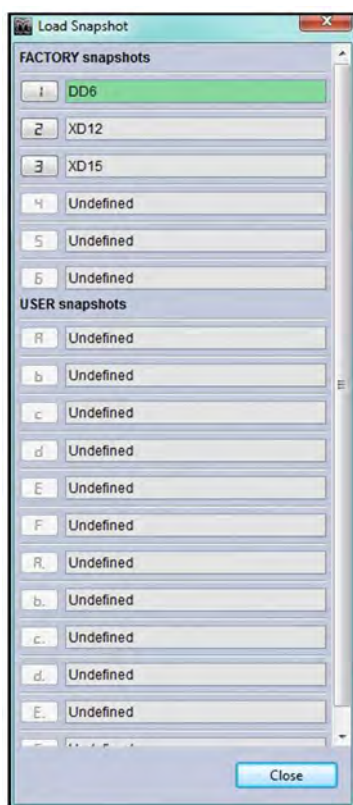 Load Snapshot
FACTORY snapshots
1 DD6
2 XD12
3 XD15
4 Undefined
5 Undefined
6 Undefined
USER snapshots
A Undefined
b Undefined
c Undefined
d Undefined
E Undefined
F Undefined
A. Undefined
b. Undefined
c. Undefined
d. Undefined
E. Undefined
Close